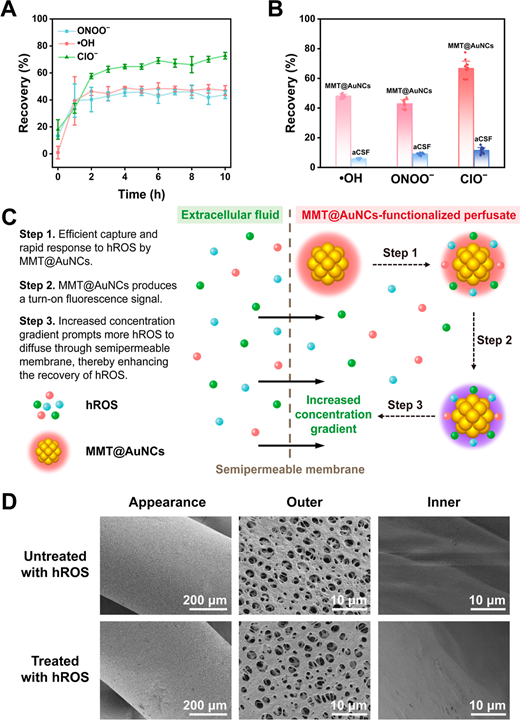 A
ONOO⁻
•OH
ClO⁻
Recovery (%)
80
60
40
20
0
0 2 4 6 8 10
Time (h)
B
Recovery (%)
120
80
40
0
MMT@AuNCs
aCSF
MMT@AuNCs
aCSF
MMT@AuNCs
aCSF
•OH ONOO⁻ ClO⁻
C
Step 1. Efficient capture and
rapid response to hROS by
MMT@AuNCs.
Step 2. MMT@AuNCs produces
a turn-on fluorescence signal.
Step 3. Increased concentration
gradient prompts more hROS to
diffuse through semipermeable
membrane, thereby enhancing
the recovery of hROS.
hROS
MMT@AuNCs
Extracellular fluid
MMT@AuNCs-functionalized perfusate
Step 1
Step 2
Step 3
Increased
concentration
gradient
Semipermeable membrane
D
Appearance Outer Inner
Untreated
with hROS
200 μm
10 μm
10 μm
Treated
with hROS
200 μm
10 μm
10 μm